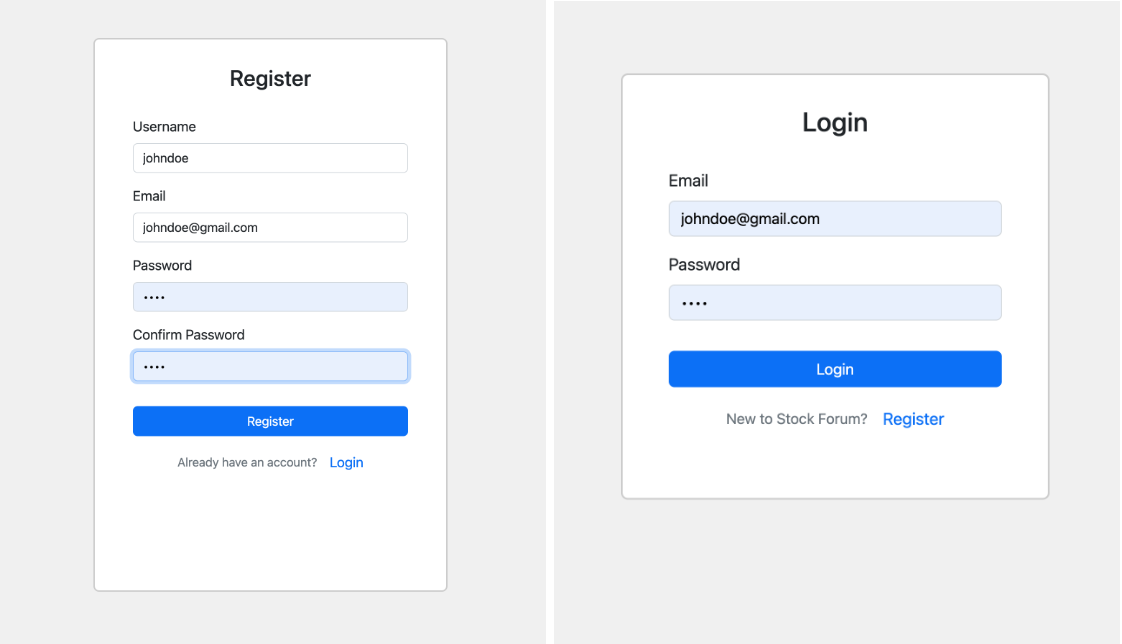 Register
Username
johndoe
Email
johndoe@gmail.com
Password
••••
Confirm Password
••••
Register
Already have an account? Login
Login
Email
johndoe@gmail.com
Password
••••
Login
New to Stock Forum? Register